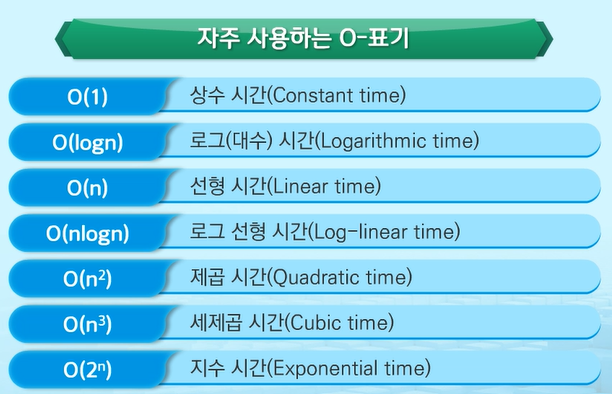 자주 사용하는 O-표기
O(1) 상수 시간(Constant time)
O(logn) 로그(대수) 시간(Logarithmic time)
O(n) 선형 시간(Linear time)
O(nlogn) 로그 선형 시간(Log-linear time)
O(n²) 제곱 시간(Quadratic time)
O(n³) 세제곱 시간(Cubic time)
O(2ⁿ) 지수 시간(Exponential time)